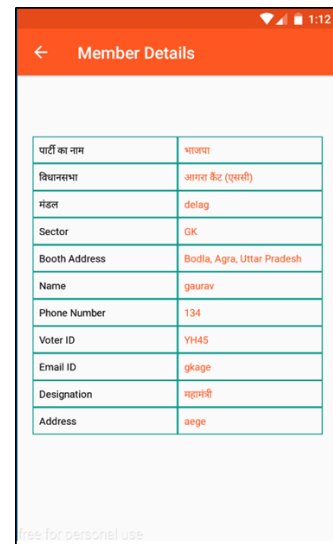 1:12
Member Details
पार्टी का नाम भाजपा
विधानसभा आगरा कैंट (एससी)
मंडल delag
Sector GK
Booth Address Bodla, Agra, Uttar Pradesh
Name gaurav
Phone Number 134
Voter ID YH45
Email ID gkage
Designation महामंत्री
Address aege
free for personal use